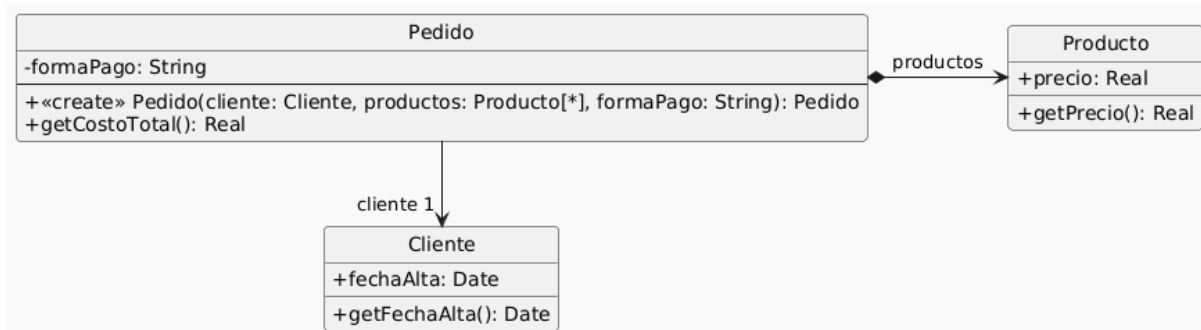 Pedido
-formaPago: String
+«create» Pedido(cliente: Cliente, productos: Producto[*], formaPago: String): Pedido
+getCostoTotal(): Real
productos
Producto
+precio: Real
+getPrecio(): Real
cliente 1
Cliente
+fechaAlta: Date
+getFechaAlta(): Date